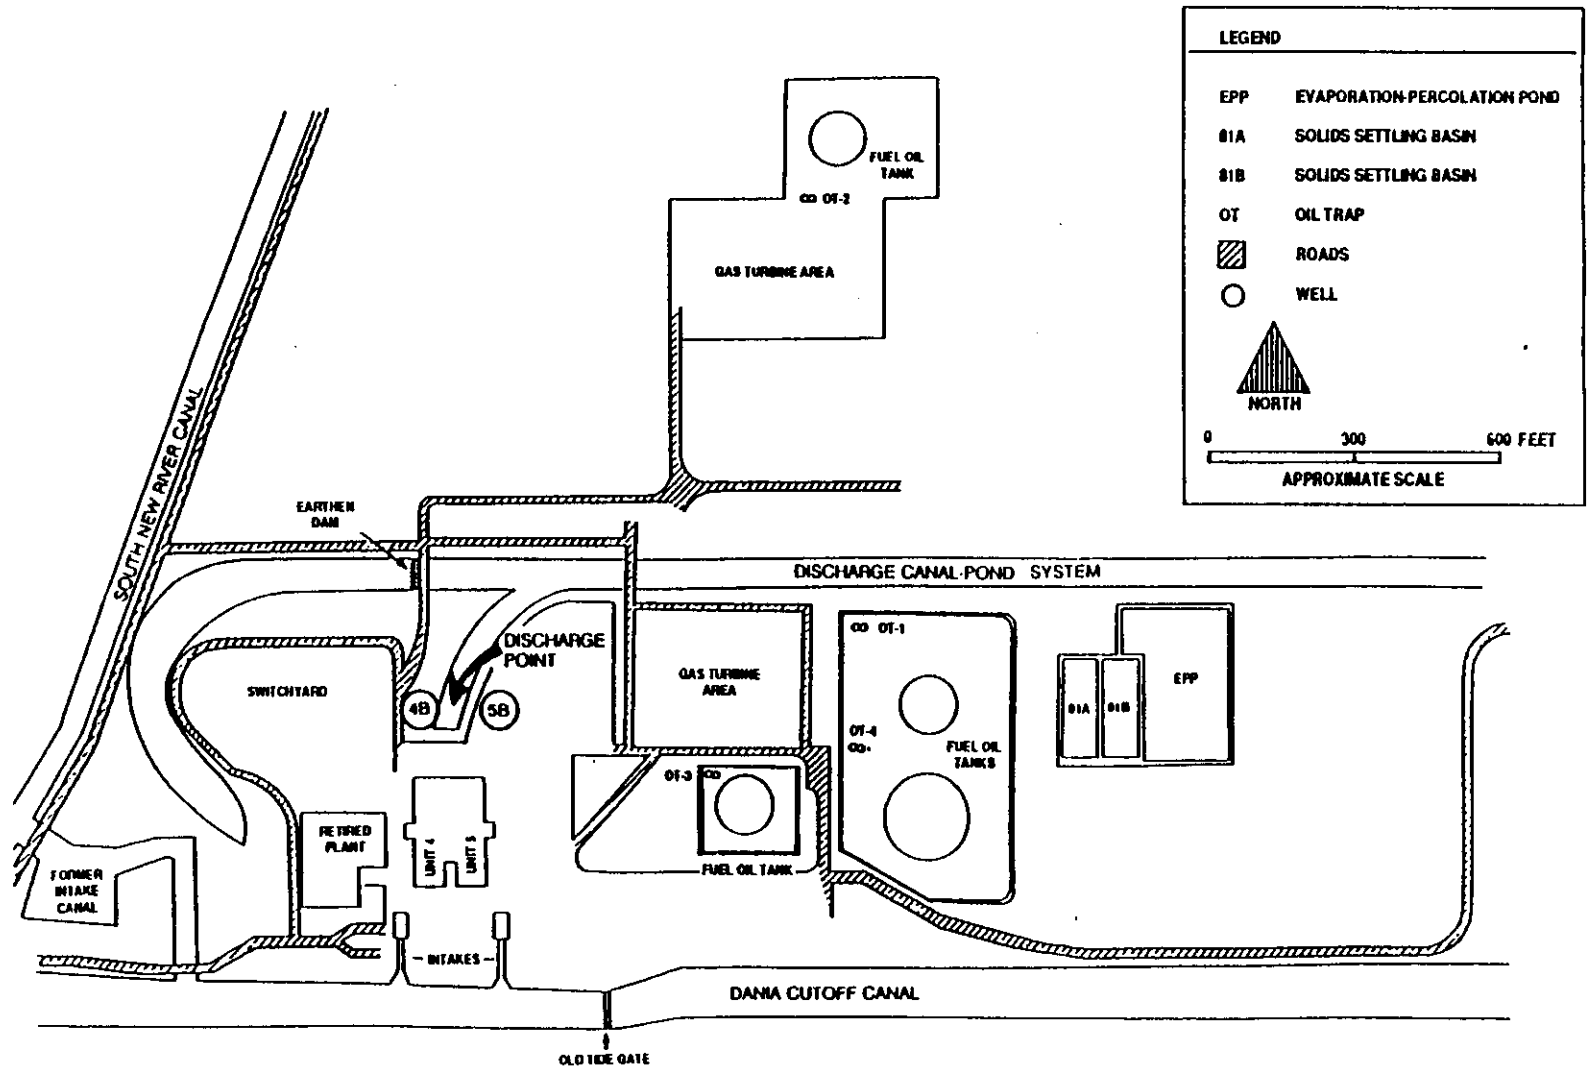 LEGEND
EPP EVAPORATION-PERCOLATION POND
81A SOLIDS SETTLING BASIN
81B SOLIDS SETTLING BASIN
OT OIL TRAP
ROADS
WELL
NORTH
0 300 600 FEET
APPROXIMATE SCALE
FUEL OIL
TANK
OT-2
GAS TURBINE AREA
SOUTH NEW RIVER CANAL
EARTHEN
DAM
DISCHARGE CANAL-POND SYSTEM
DISCHARGE
POINT
SWITCHYARD
4B
5B
GAS TURBINE
AREA
OT-1
OT-4
FUEL OIL
TANKS
81A
81B
EPP
OT-3
FUEL OIL TANK
RETIRED
PLANT
UNIT 4
UNIT 5
FORMER
INTAKE
CANAL
INTAKES
DANIA CUTOFF CANAL
OLD TIDE GATE